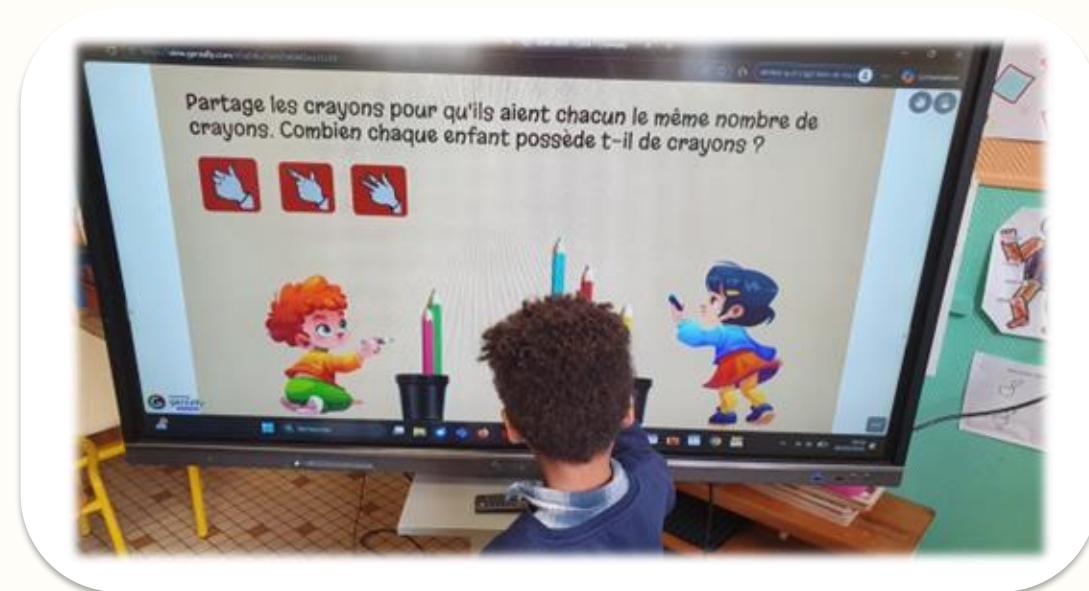 Partage les crayons pour qu'ils aient chacun le même nombre de
crayons. Combien chaque enfant possède t-il de crayons ?
genially